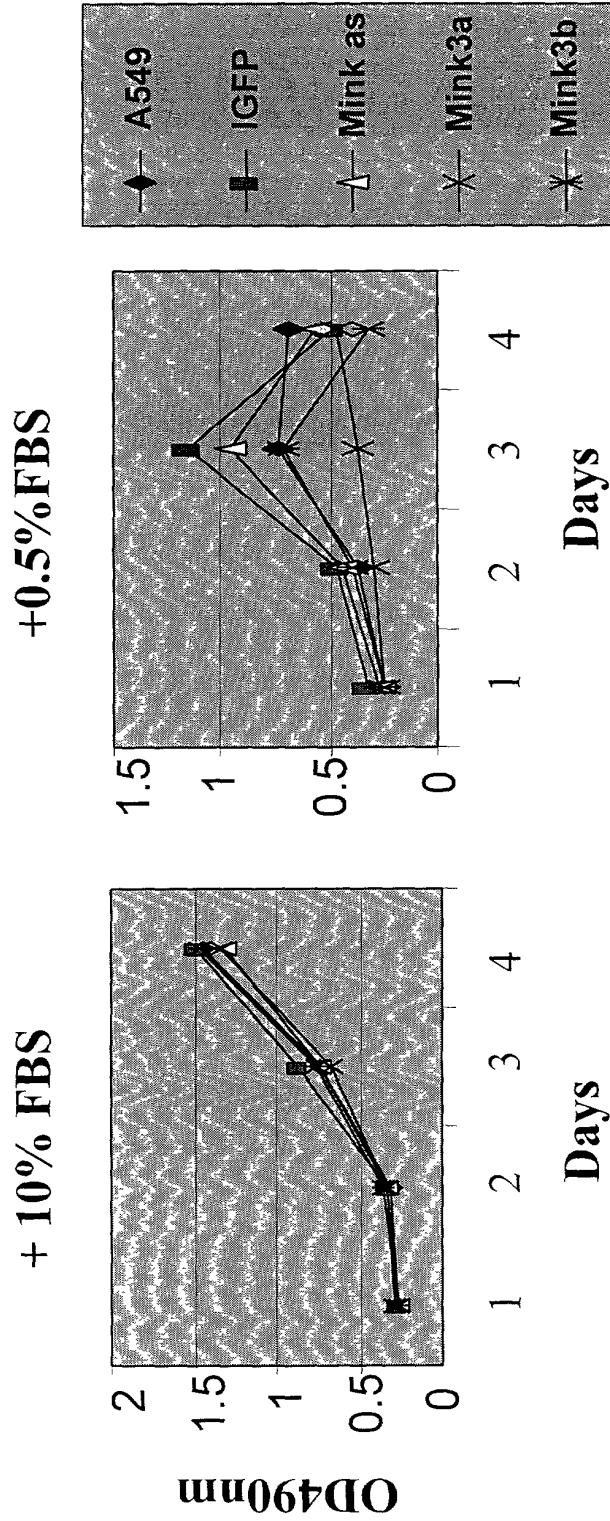 + 10% FBS
+0.5%FBS
OD490nm
2
1.5
1
0.5
0
1 2 3 4
Days
1.5
1
0.5
0
1 2 3 4
Days
A549
IGFP
Mink as
Mink3a
Mink3b